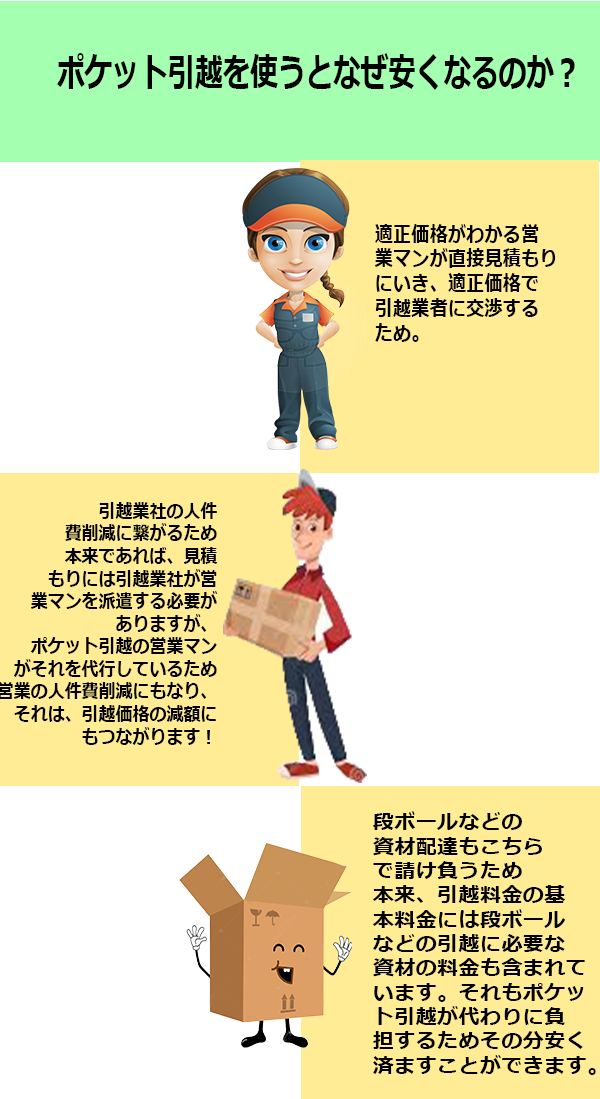 ポケット引越を使うとなぜ安くなるのか？
適正価格がわかる営
業マンが直接見積もり
にいき、適正価格で
引越業者に交渉する
ため。
引越業社の人件
費削減に繋がるため
本来であれば、見積
もりには引越業社が営
業マンを派遣する必要が
ありますが、
ポケット引越の営業マン
がそれを代行しているため
営業の人件費削減にもなり、
それは、引越価格の減額に
もつながります！
段ボールなどの
資材配達もこちら
で請け負うため
本来、引越料金の基
本料金には段ボール
などの引越に必要な
資材の料金も含まれて
います。それもポケッ
ト引越が代わりに負
担するためその分安く
済ますことができます。